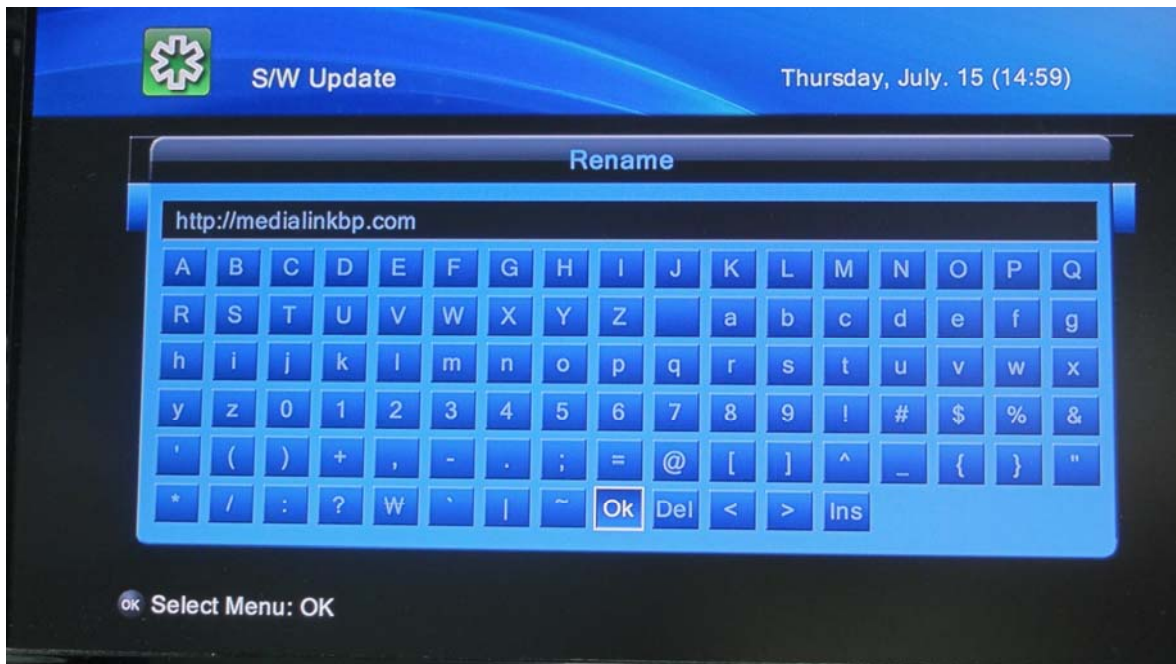 S/W Update
Thursday, July. 15 (14:59)
Rename
http://medialinkbp.com
A B C D E F G H I J K L M N O P Q
R S T U V W X Y Z a b c d e f g
h i j k l m n o p q r s t u v w x
y z 0 1 2 3 4 5 6 7 8 9 ! # $ % &
' ( ) + , - . ; = @ [ ] ^ _ { } "
* / : ? ₩ ` | ~ Ok Del < > Ins
OK Select Menu: OK